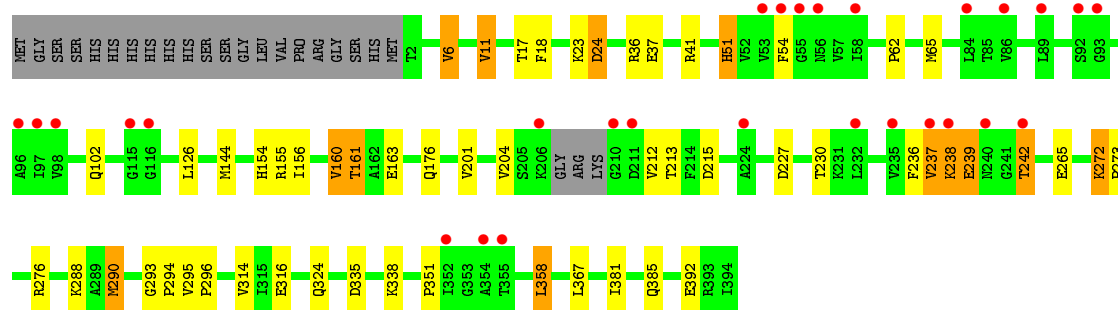 MET GLY SER SER HIS HIS HIS HIS HIS HIS SER SER GLY LEU VAL PRO ARG GLY SER HIS MET T2 V6 V11 T17 F18 K23 D24 R36 E37 R41 H51 V52 V53 F54 G55 N56 V57 I58 P62 M65 L84 T85 V86 L89 S92 G93
A96 I97 V98 Q102 G115 G116 L126 M144 H154 R155 I156 V160 T161 A162 E163 Q176 V201 V204 S205 K206 GLY ARG LYS G210 D211 V212 T213 F214 D215 A224 D227 T230 K231 L232 V235 F236 V237 K238 E239 N240 G241 T242 E265 K272
R276 K288 A289 M290 G293 P294 V295 P296 V314 I315 E316 Q324 D335 K338 P351 I352 G353 A354 T355 L358 L367 I381 Q385 E392 R393 I394